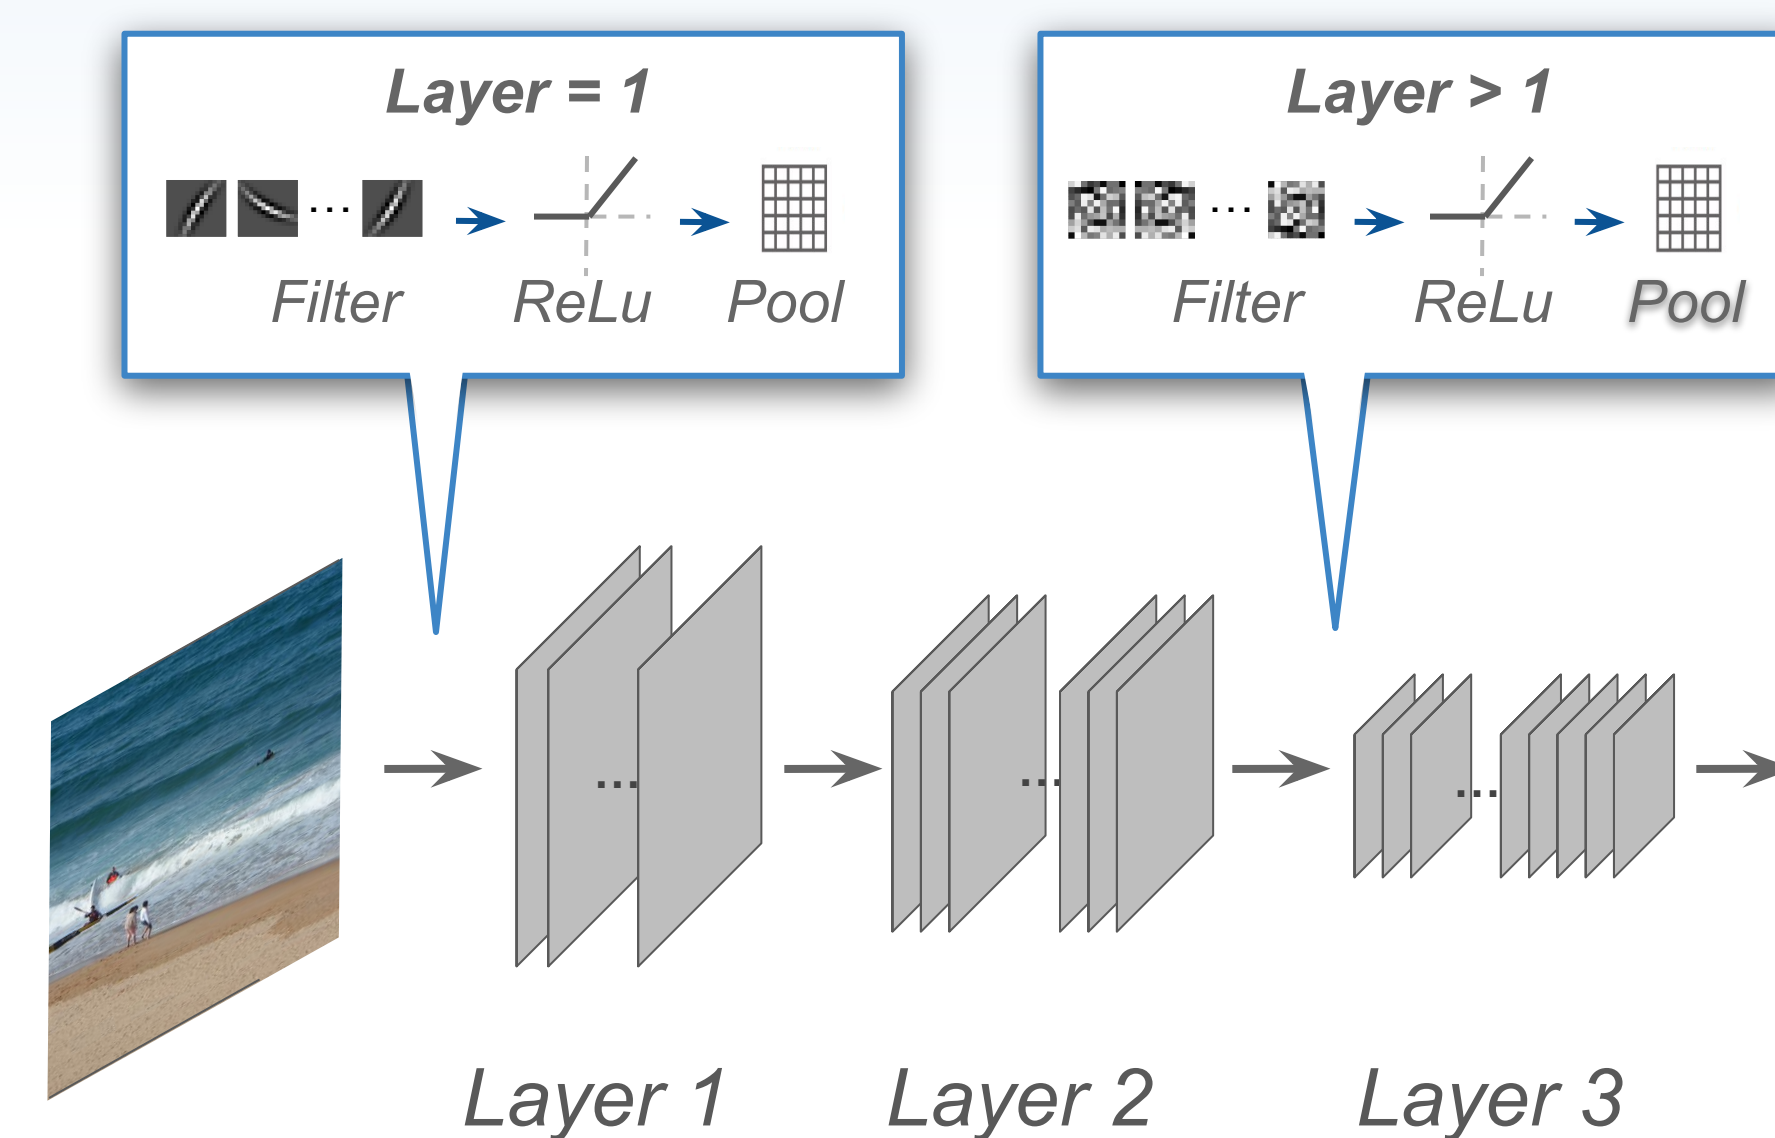 Layer = 1
Filter ReLu Pool
Layer > 1
Filter ReLu Pool
Layer 1 Layer 2 Layer 3